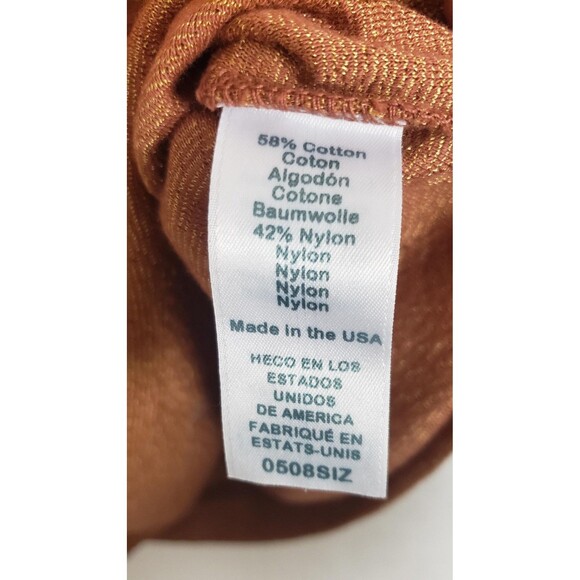 58% Cotton
Coton
Algodón
Cotone
Baumwolle
42% Nylon
Nylon
Nylon
Nylon
Nylon
Made in the USA
HECO EN LOS
ESTADOS
UNIDOS
DE AMERICA
FABRIQUÉ EN
ESTATS-UNIS
0508SIZ